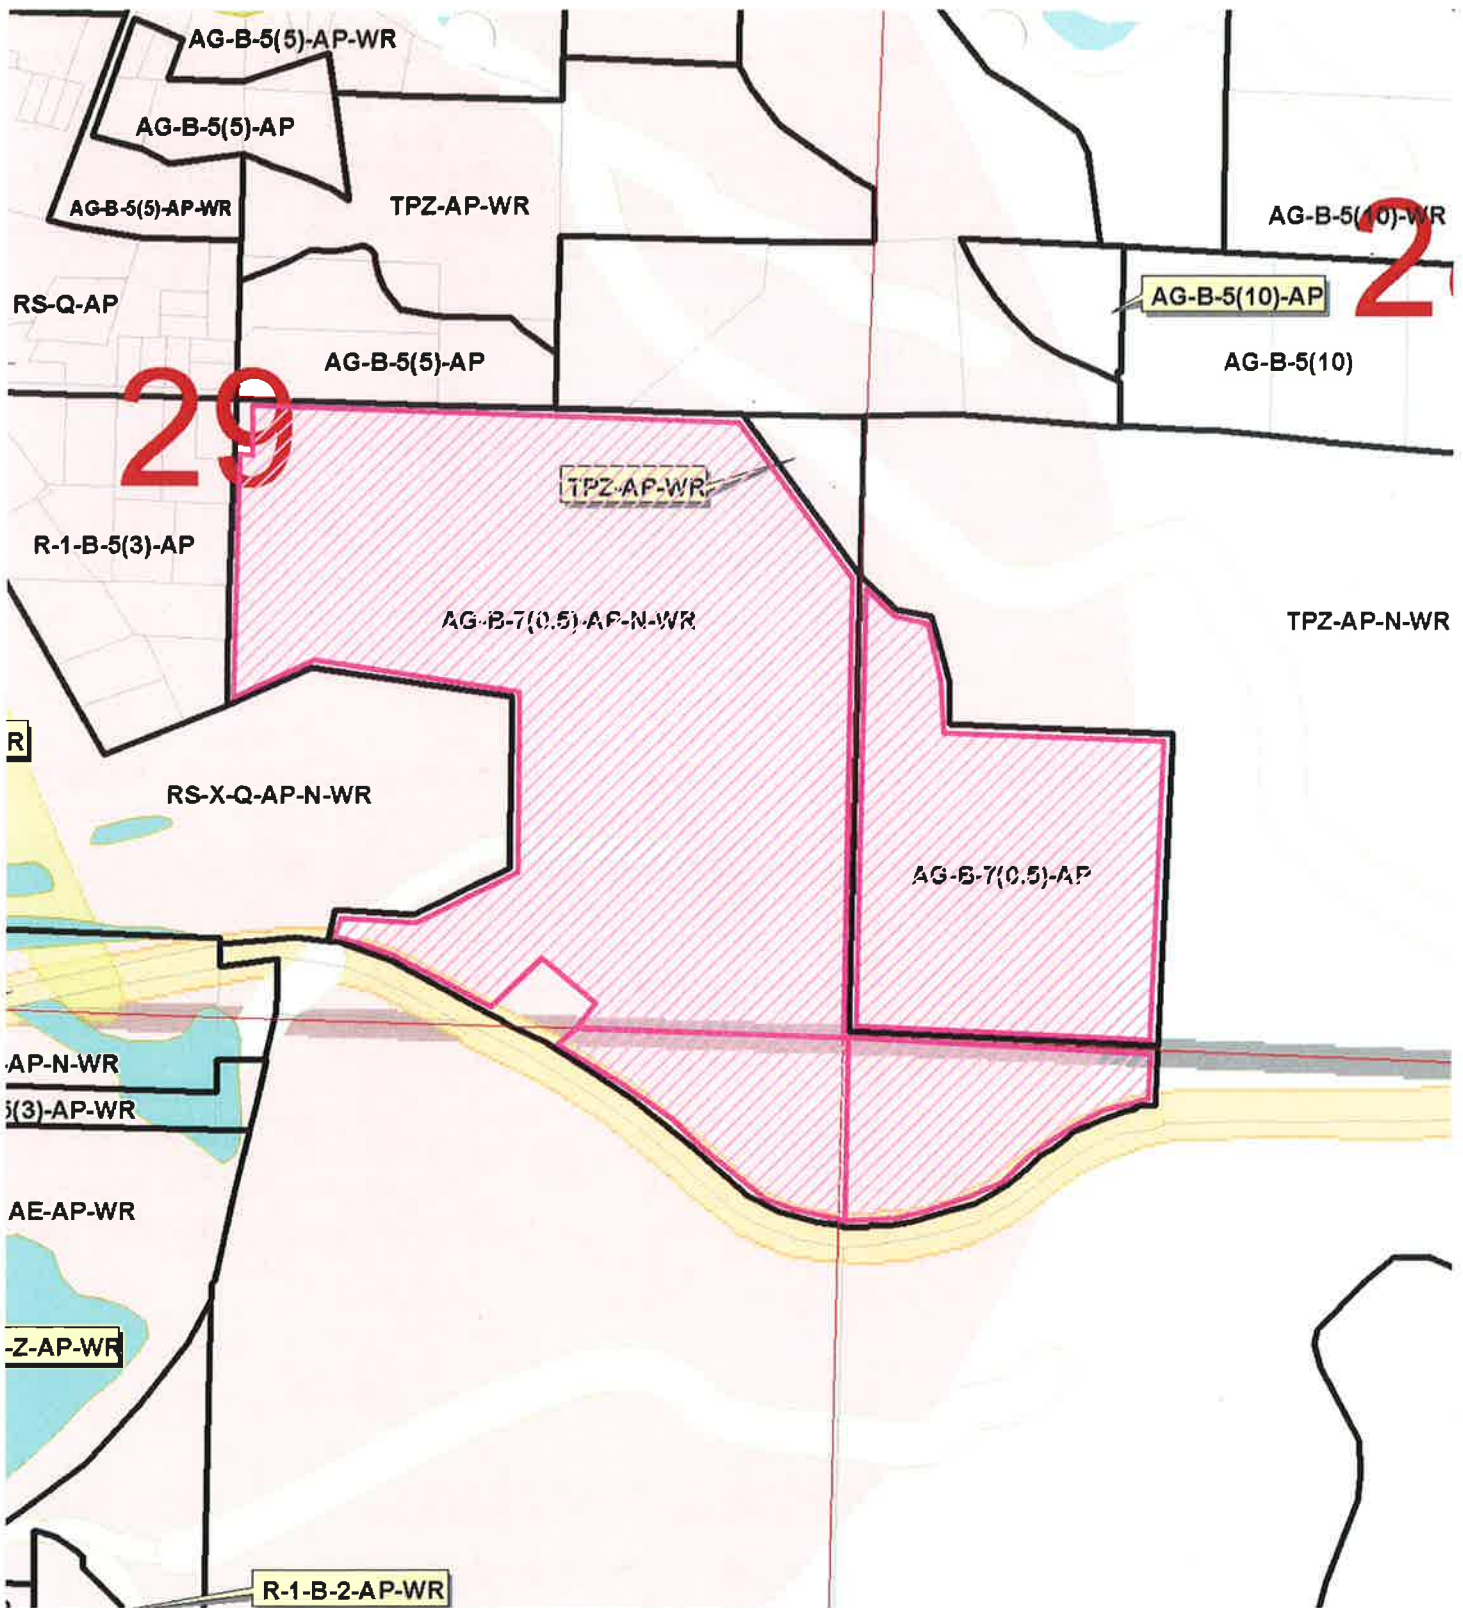 AG-B-5(5)-AP-WR
AG-B-5(5)-AP
AG-B-5(5)-AP-WR
TPZ-AP-WR
AG-B-5(10)-WR
2
RS-Q-AP
AG-B-5(10)-AP
AG-B-5(5)-AP
AG-B-5(10)
29
TPZ-AP-WR
R-1-B-5(3)-AP
AG-B-7(0.5)-AP-N-WR
TPZ-AP-N-WR
R
RS-X-Q-AP-N-WR
AG-B-7(0.5)-AP
-AP-N-WR
(3)-AP-WR
AE-AP-WR
-Z-AP-WR
R-1-B-2-AP-WR